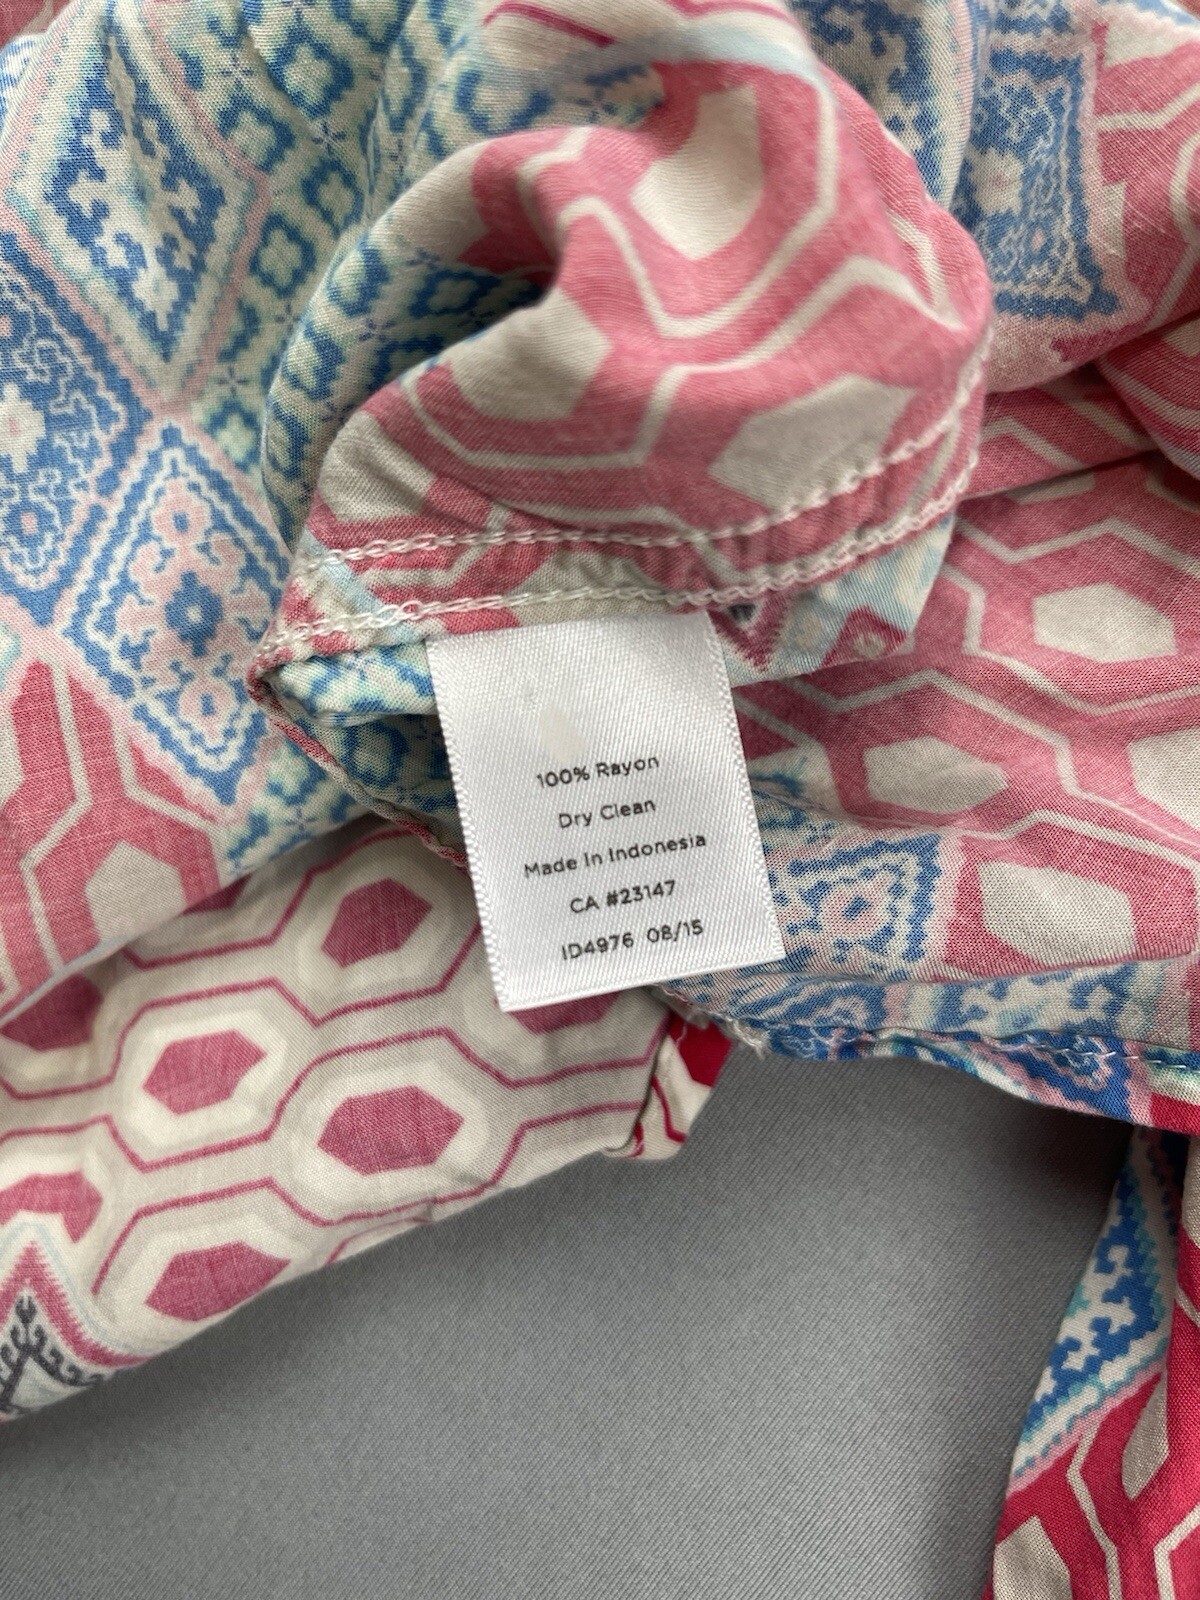 100% Rayon
Dry Clean
Made In Indonesia
CA #23147
ID4976 08/15